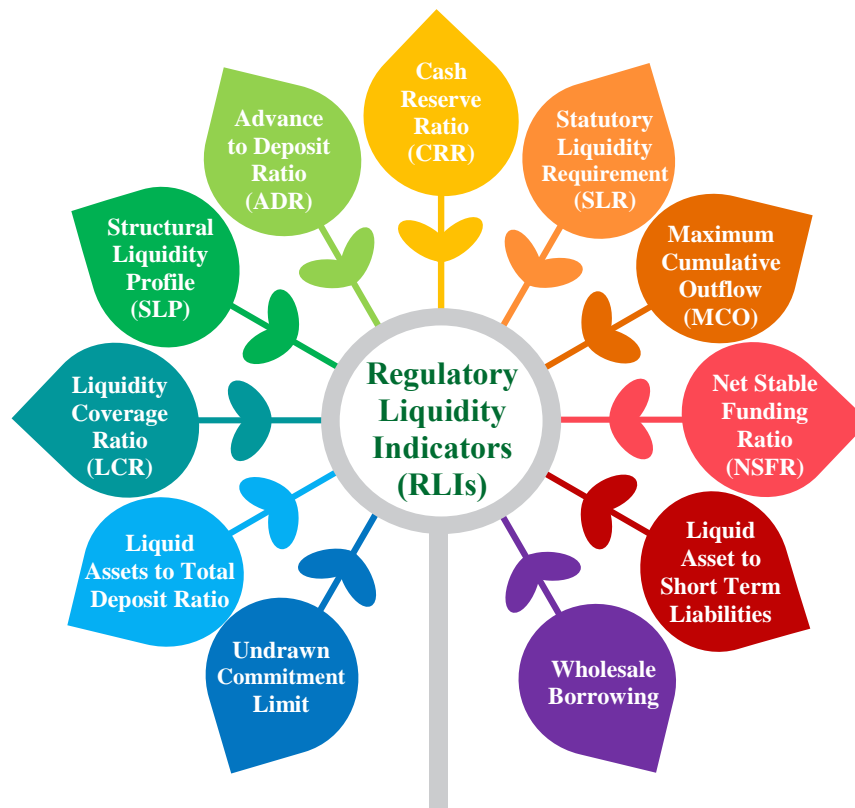 Cash
Reserve
Ratio
(CRR)
Advance
to Deposit
Ratio
(ADR)
Statutory
Liquidity
Requirement
(SLR)
Structural
Liquidity
Profile
(SLP)
Maximum
Cumulative
Outflow
(MCO)
Liquidity
Coverage
Ratio
(LCR)
Regulatory
Liquidity
Indicators
(RLIs)
Net Stable
Funding
Ratio
(NSFR)
Liquid
Assets to Total
Deposit Ratio
Liquid
Asset to
Short Term
Liabilities
Undrawn
Commitment
Limit
Wholesale
Borrowing